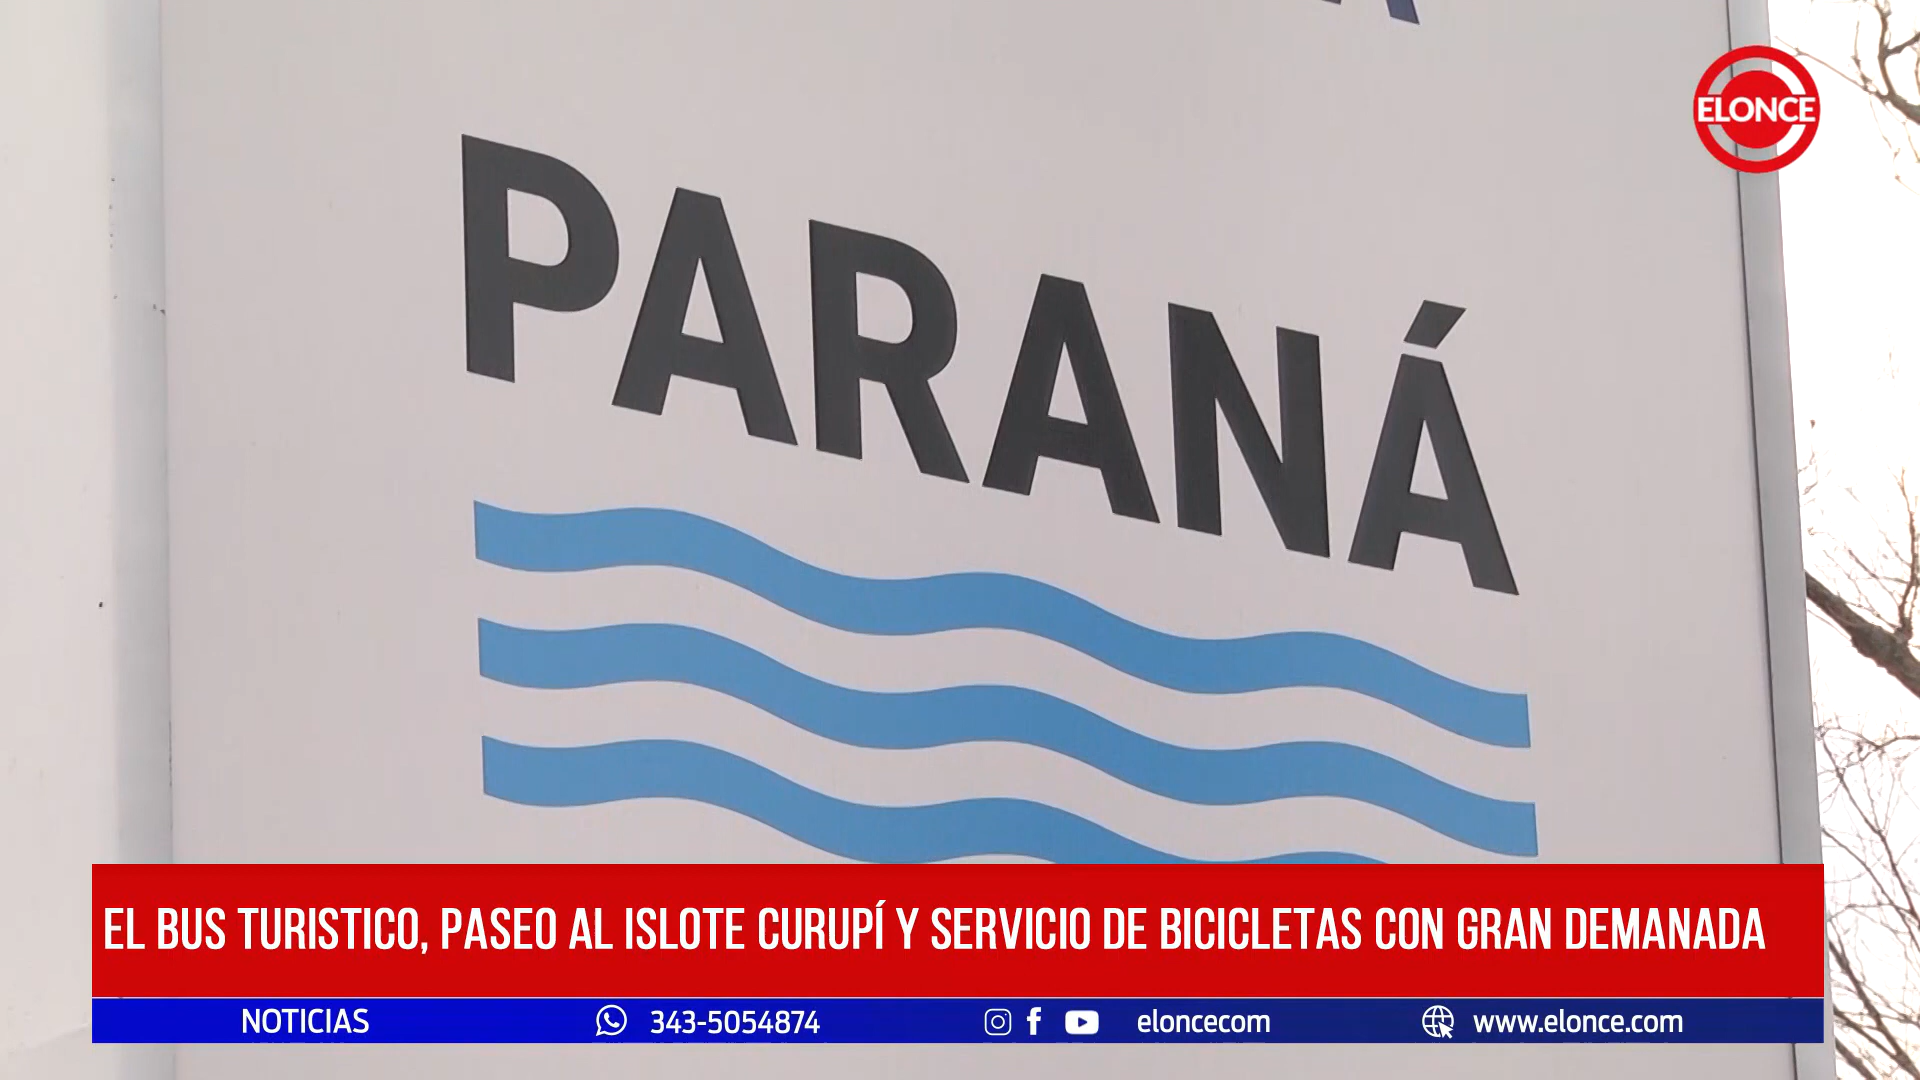 ELONCE
PARANÁ
EL BUS TURISTICO, PASEO AL ISLOTE CURUPÍ Y SERVICIO DE BICICLETAS CON GRAN DEMANADA
NOTICIAS 343-5054874 eloncecom www.elonce.com